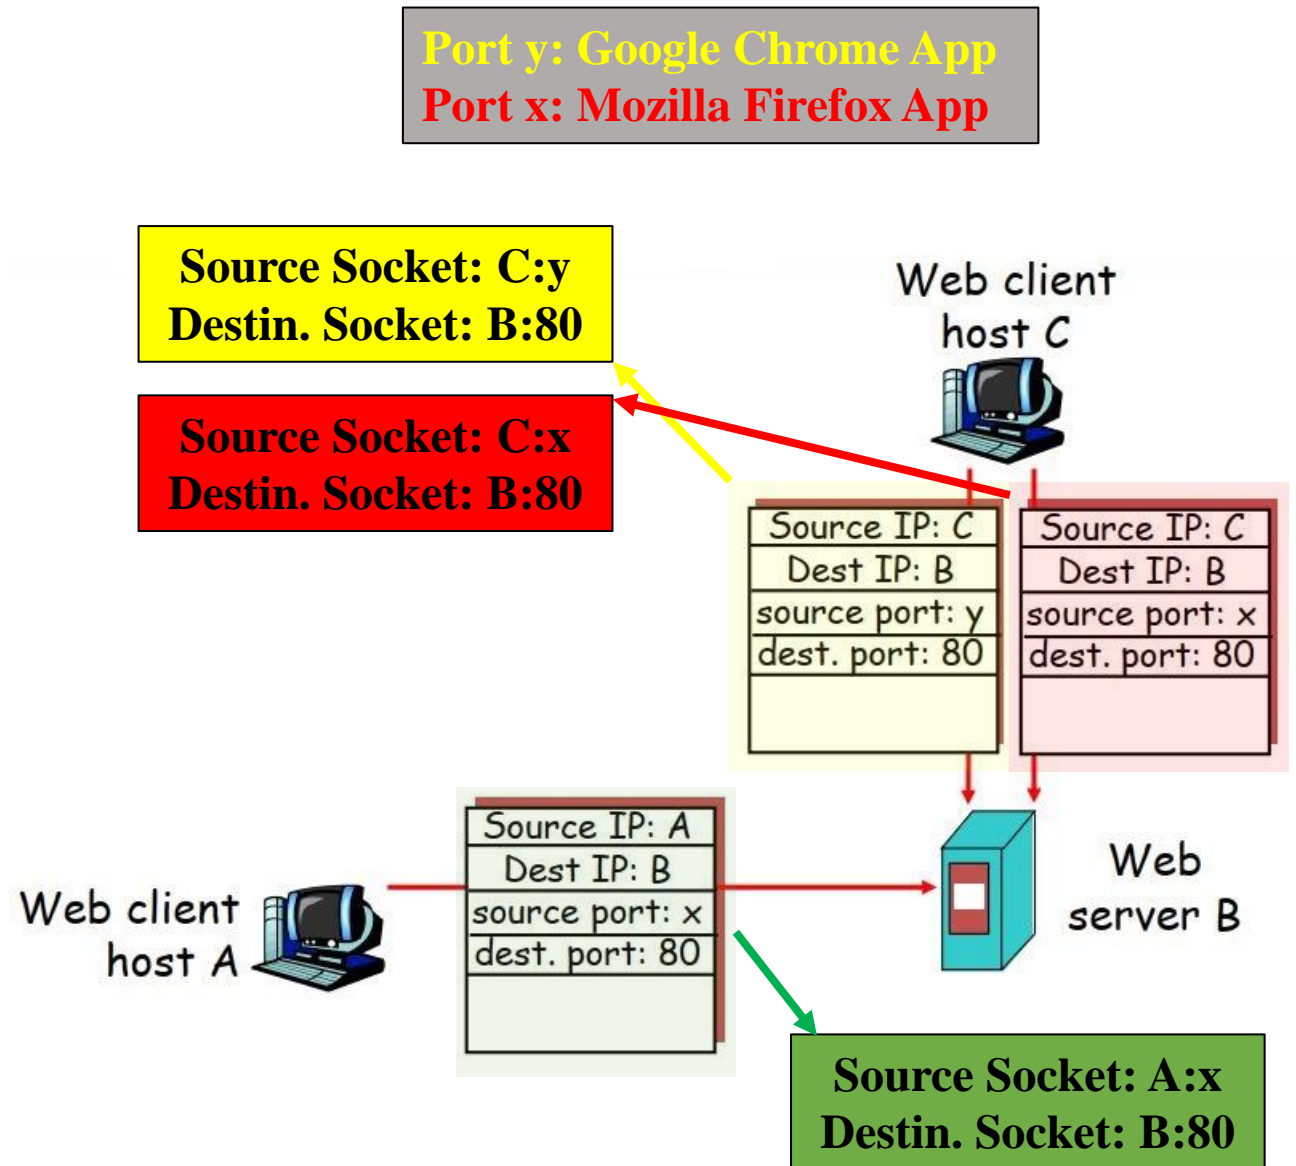 Port y: Google Chrome App
Port x: Mozilla Firefox App
Source Socket: C:y
Destin. Socket: B:80
Source Socket: C:x
Destin. Socket: B:80
Web client
host C
Source IP: C
Dest IP: B
source port: y
dest. port: 80
Source IP: C
Dest IP: B
source port: x
dest. port: 80
Web client
host A
Source IP: A
Dest IP: B
source port: x
dest. port: 80
Web
server B
Source Socket: A:x
Destin. Socket: B:80